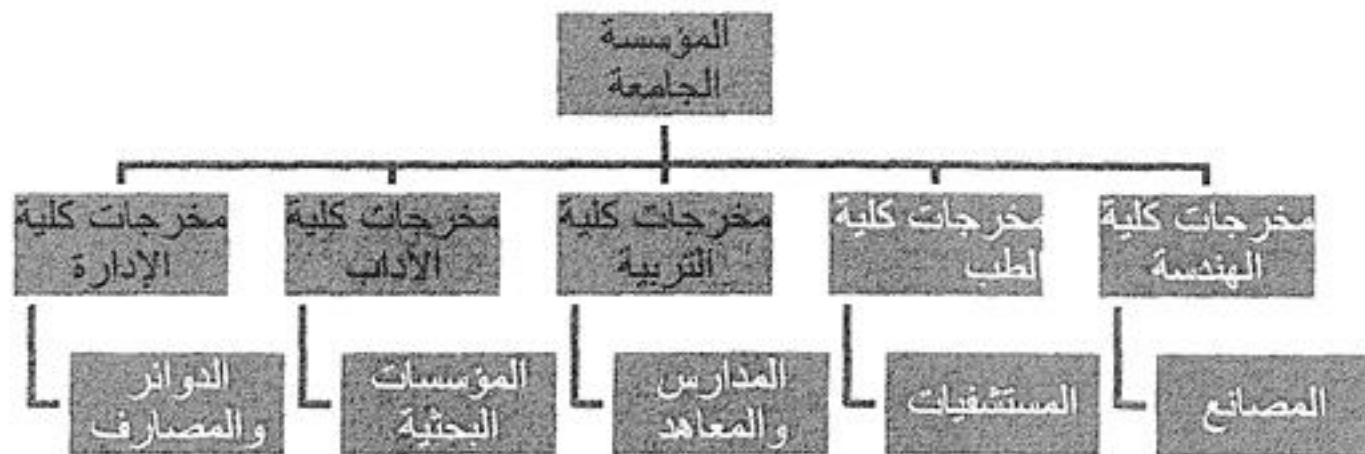 المؤسسة
الجامعة
مخرجات كلية
الهندسة
مخرجات كلية
الطب
مخرجات كلية
التربية
مخرجات كلية
الآداب
مخرجات كلية
الإدارة
المصانع
المستشفيات
المدارس
والمعاهد
المؤسسات
البحثية
الدوائر
والمصارف